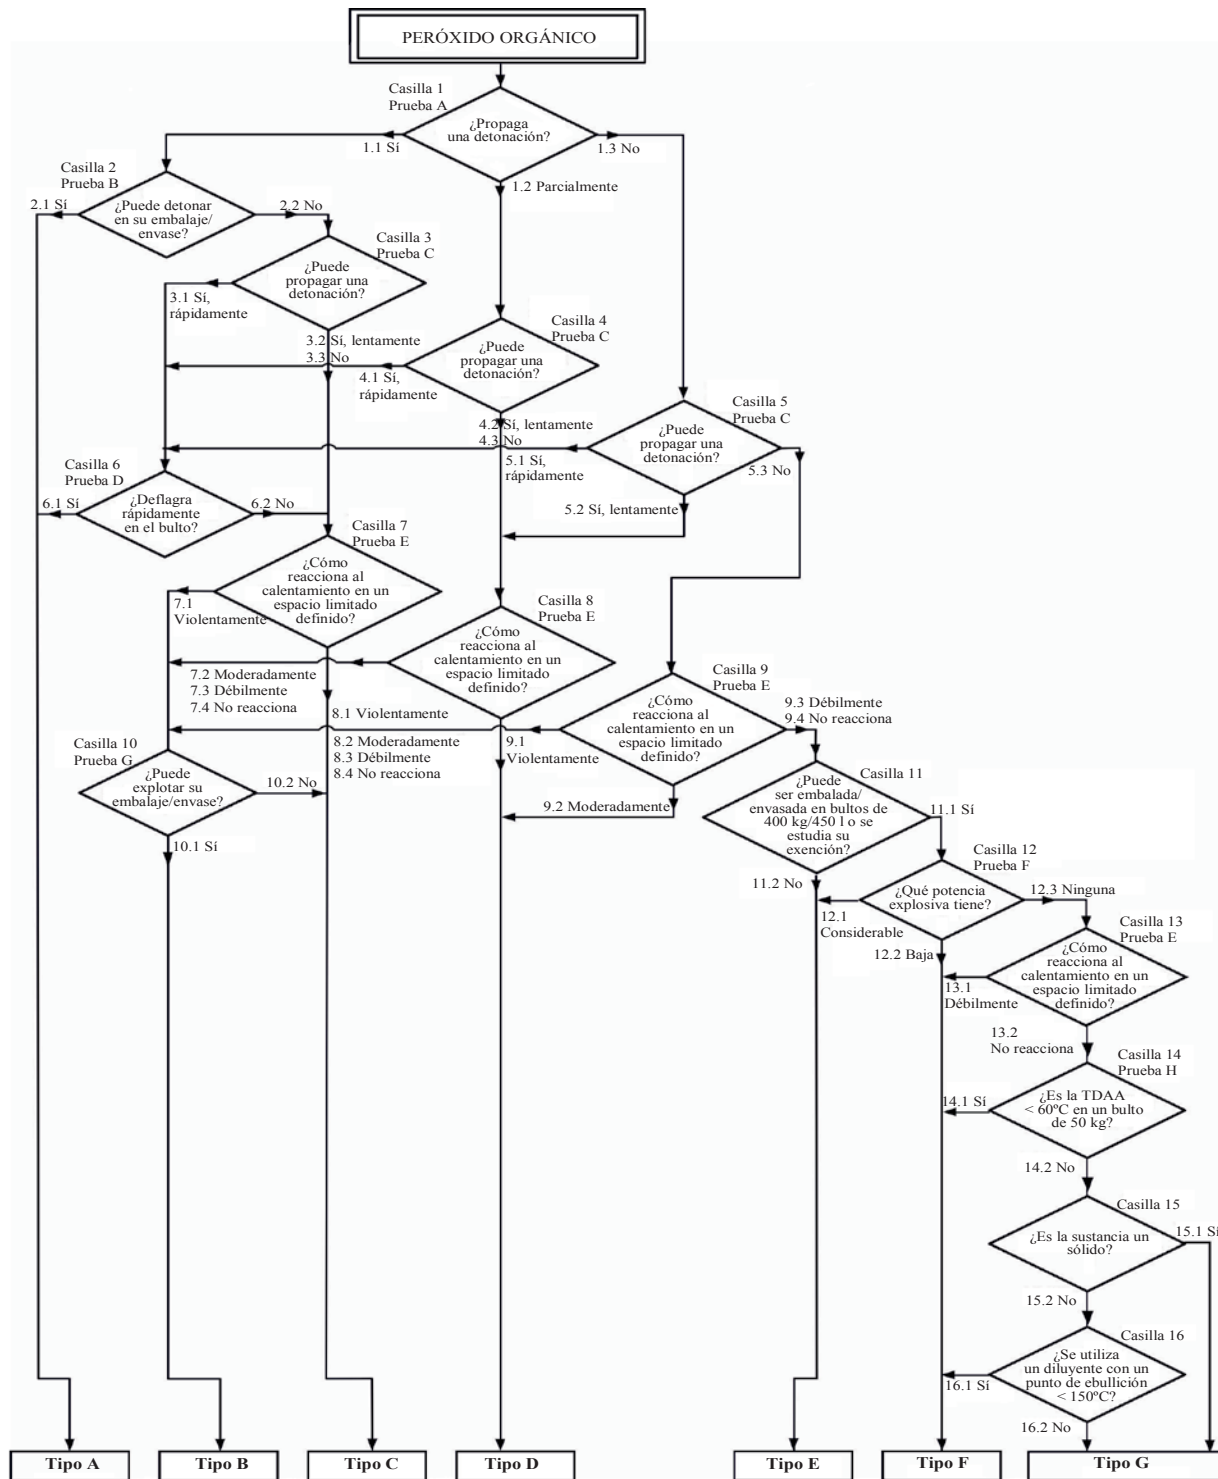 PERÓXIDO ORGÁNICO
Casilla 1
Prueba A
¿Propaga
una detonación?
1.1 Sí
1.3 No
1.2 Parcialmente
Casilla 2
Prueba B
2.1 Sí
¿Puede detonar
en su embalaje/
envase?
2.2 No
Casilla 3
Prueba C
¿Puede
propagar una
detonación?
3.1 Sí,
rápidamente
3.2 Sí, lentamente
3.3 No
Casilla 4
Prueba C
¿Puede
propagar una
detonación?
4.1 Sí,
rápidamente
4.2 Sí, lentamente
4.3 No
Casilla 5
Prueba C
¿Puede
propagar una
detonación?
5.1 Sí,
rápidamente
5.3 No
5.2 Sí, lentamente
Casilla 6
Prueba D
6.1 Sí
¿Deflagra
rápidamente
en el bulto?
6.2 No
Casilla 7
Prueba E
¿Cómo
reacciona al
calentamiento en un
espacio limitado
definido?
7.1
Violentamente
7.2 Moderadamente
7.3 Débilmente
7.4 No reacciona
Casilla 8
Prueba E
¿Cómo
reacciona al
calentamiento en un
espacio limitado
definido?
8.1 Violentamente
8.2 Moderadamente
8.3 Débilmente
8.4 No reacciona
Casilla 9
Prueba E
¿Cómo
reacciona al
calentamiento en un
espacio limitado
definido?
9.3 Débilmente
9.4 No reacciona
9.1
Violentamente
9.2 Moderadamente
Casilla 10
Prueba G
¿Puede
explotar su
embalaje/envase?
10.2 No
10.1 Sí
Casilla 11
¿Puede
ser embalada/
envasada en bultos de
400 kg/450 l o se
estudia su
exención?
11.1 Sí
11.2 No
Casilla 12
Prueba F
¿Qué potencia
explosiva tiene?
12.3 Ninguna
12.1
Considerable
12.2 Baja
Casilla 13
Prueba E
¿Cómo
reacciona al
calentamiento en un
espacio limitado
definido?
13.1
Débilmente
13.2
No reacciona
Casilla 14
Prueba H
¿Es la TDAA
< 60ºC en un bulto
de 50 kg?
14.1 Sí
14.2 No
Casilla 15
¿Es la sustancia un
sólido?
15.1 Sí
15.2 No
Casilla 16
¿Se utiliza
un diluyente con un
punto de ebullición
< 150ºC?
16.1 Sí
16.2 No
Tipo A
Tipo B
Tipo C
Tipo D
Tipo E
Tipo F
Tipo G